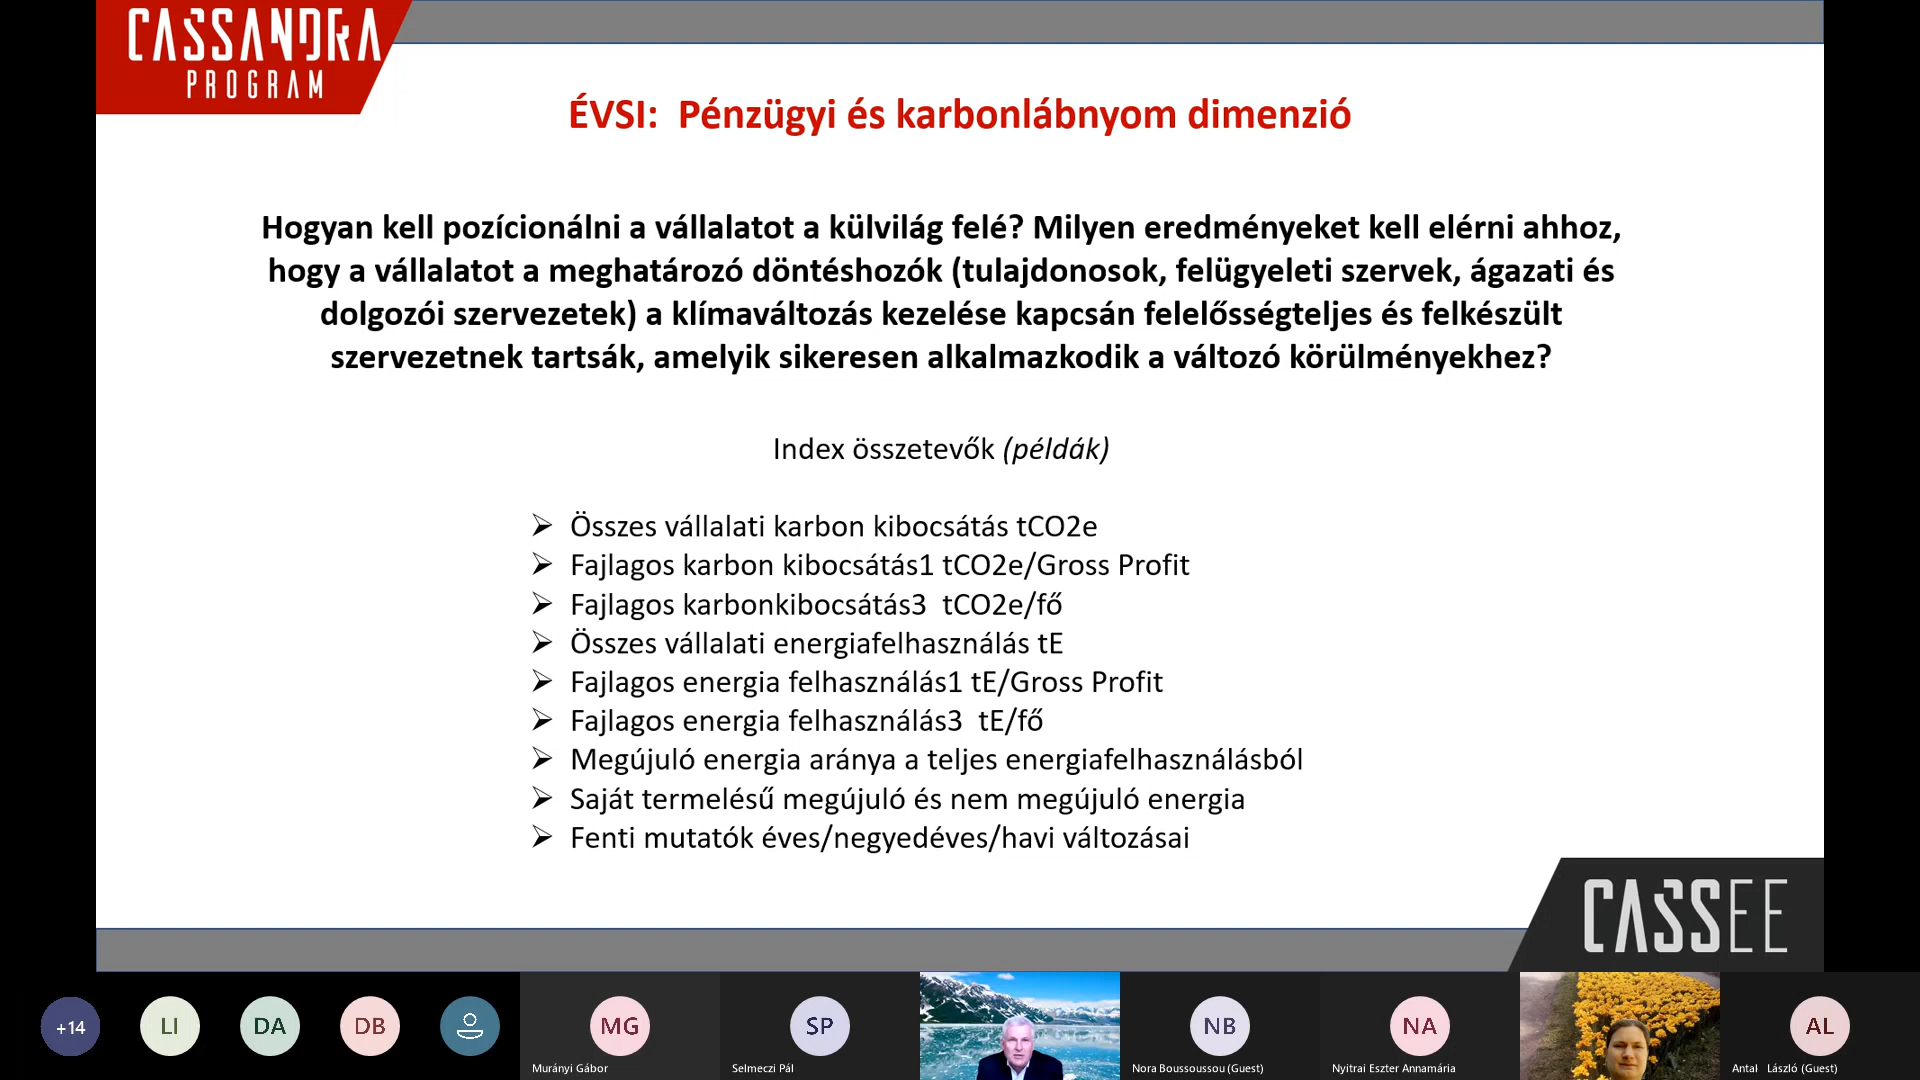 CASSANDRA
PROGRAM
ÉVSI:  Pénzügyi és karbonlábnyom dimenzió
Hogyan kell pozícionálni a vállalatot a külvilág felé? Milyen eredményeket kell elérni ahhoz,
hogy a vállalatot a meghatározó döntéshozók (tulajdonosok, felügyeleti szervek, ágazati és
dolgozói szervezetek) a klímaváltozás kezelése kapcsán felelősségteljes és felkészült
szervezetnek tartsák, amelyik sikeresen alkalmazkodik a változó körülményekhez?
Index összetevők (példák)
➢ Összes vállalati karbon kibocsátás tCO2e
➢ Fajlagos karbon kibocsátás1 tCO2e/Gross Profit
➢ Fajlagos karbonkibocsátás3  tCO2e/fő
➢ Összes vállalati energiafelhasználás tE
➢ Fajlagos energia felhasználás1 tE/Gross Profit
➢ Fajlagos energia felhasználás3  tE/fő
➢ Megújuló energia aránya a teljes energiafelhasználásból
➢ Saját termelésű megújuló és nem megújuló energia
➢ Fenti mutatók éves/negyedéves/havi változásai
CASSEE
+14 LI DA DB MG SP NB NA AL
Murányi Gábor Selmeczi Pál Nora Boussoussou (Guest) Nyitrai Eszter Annamária Antal László (Guest)